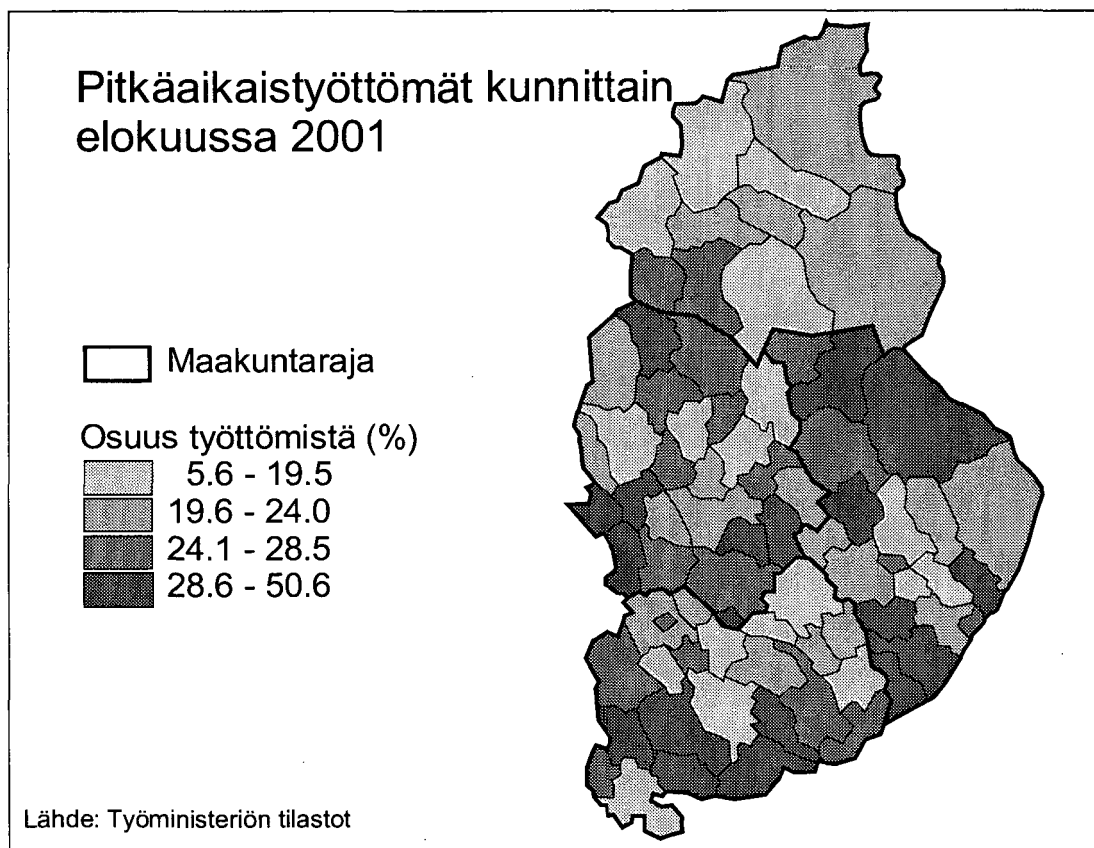 Pitkäaikaistyöttömät kunnittain
elokuussa 2001
Maakuntaraja
Osuus työttömistä (%)
5.6 - 19.5
19.6 - 24.0
24.1 - 28.5
28.6 - 50.6
Lähde: Työministeriön tilastot